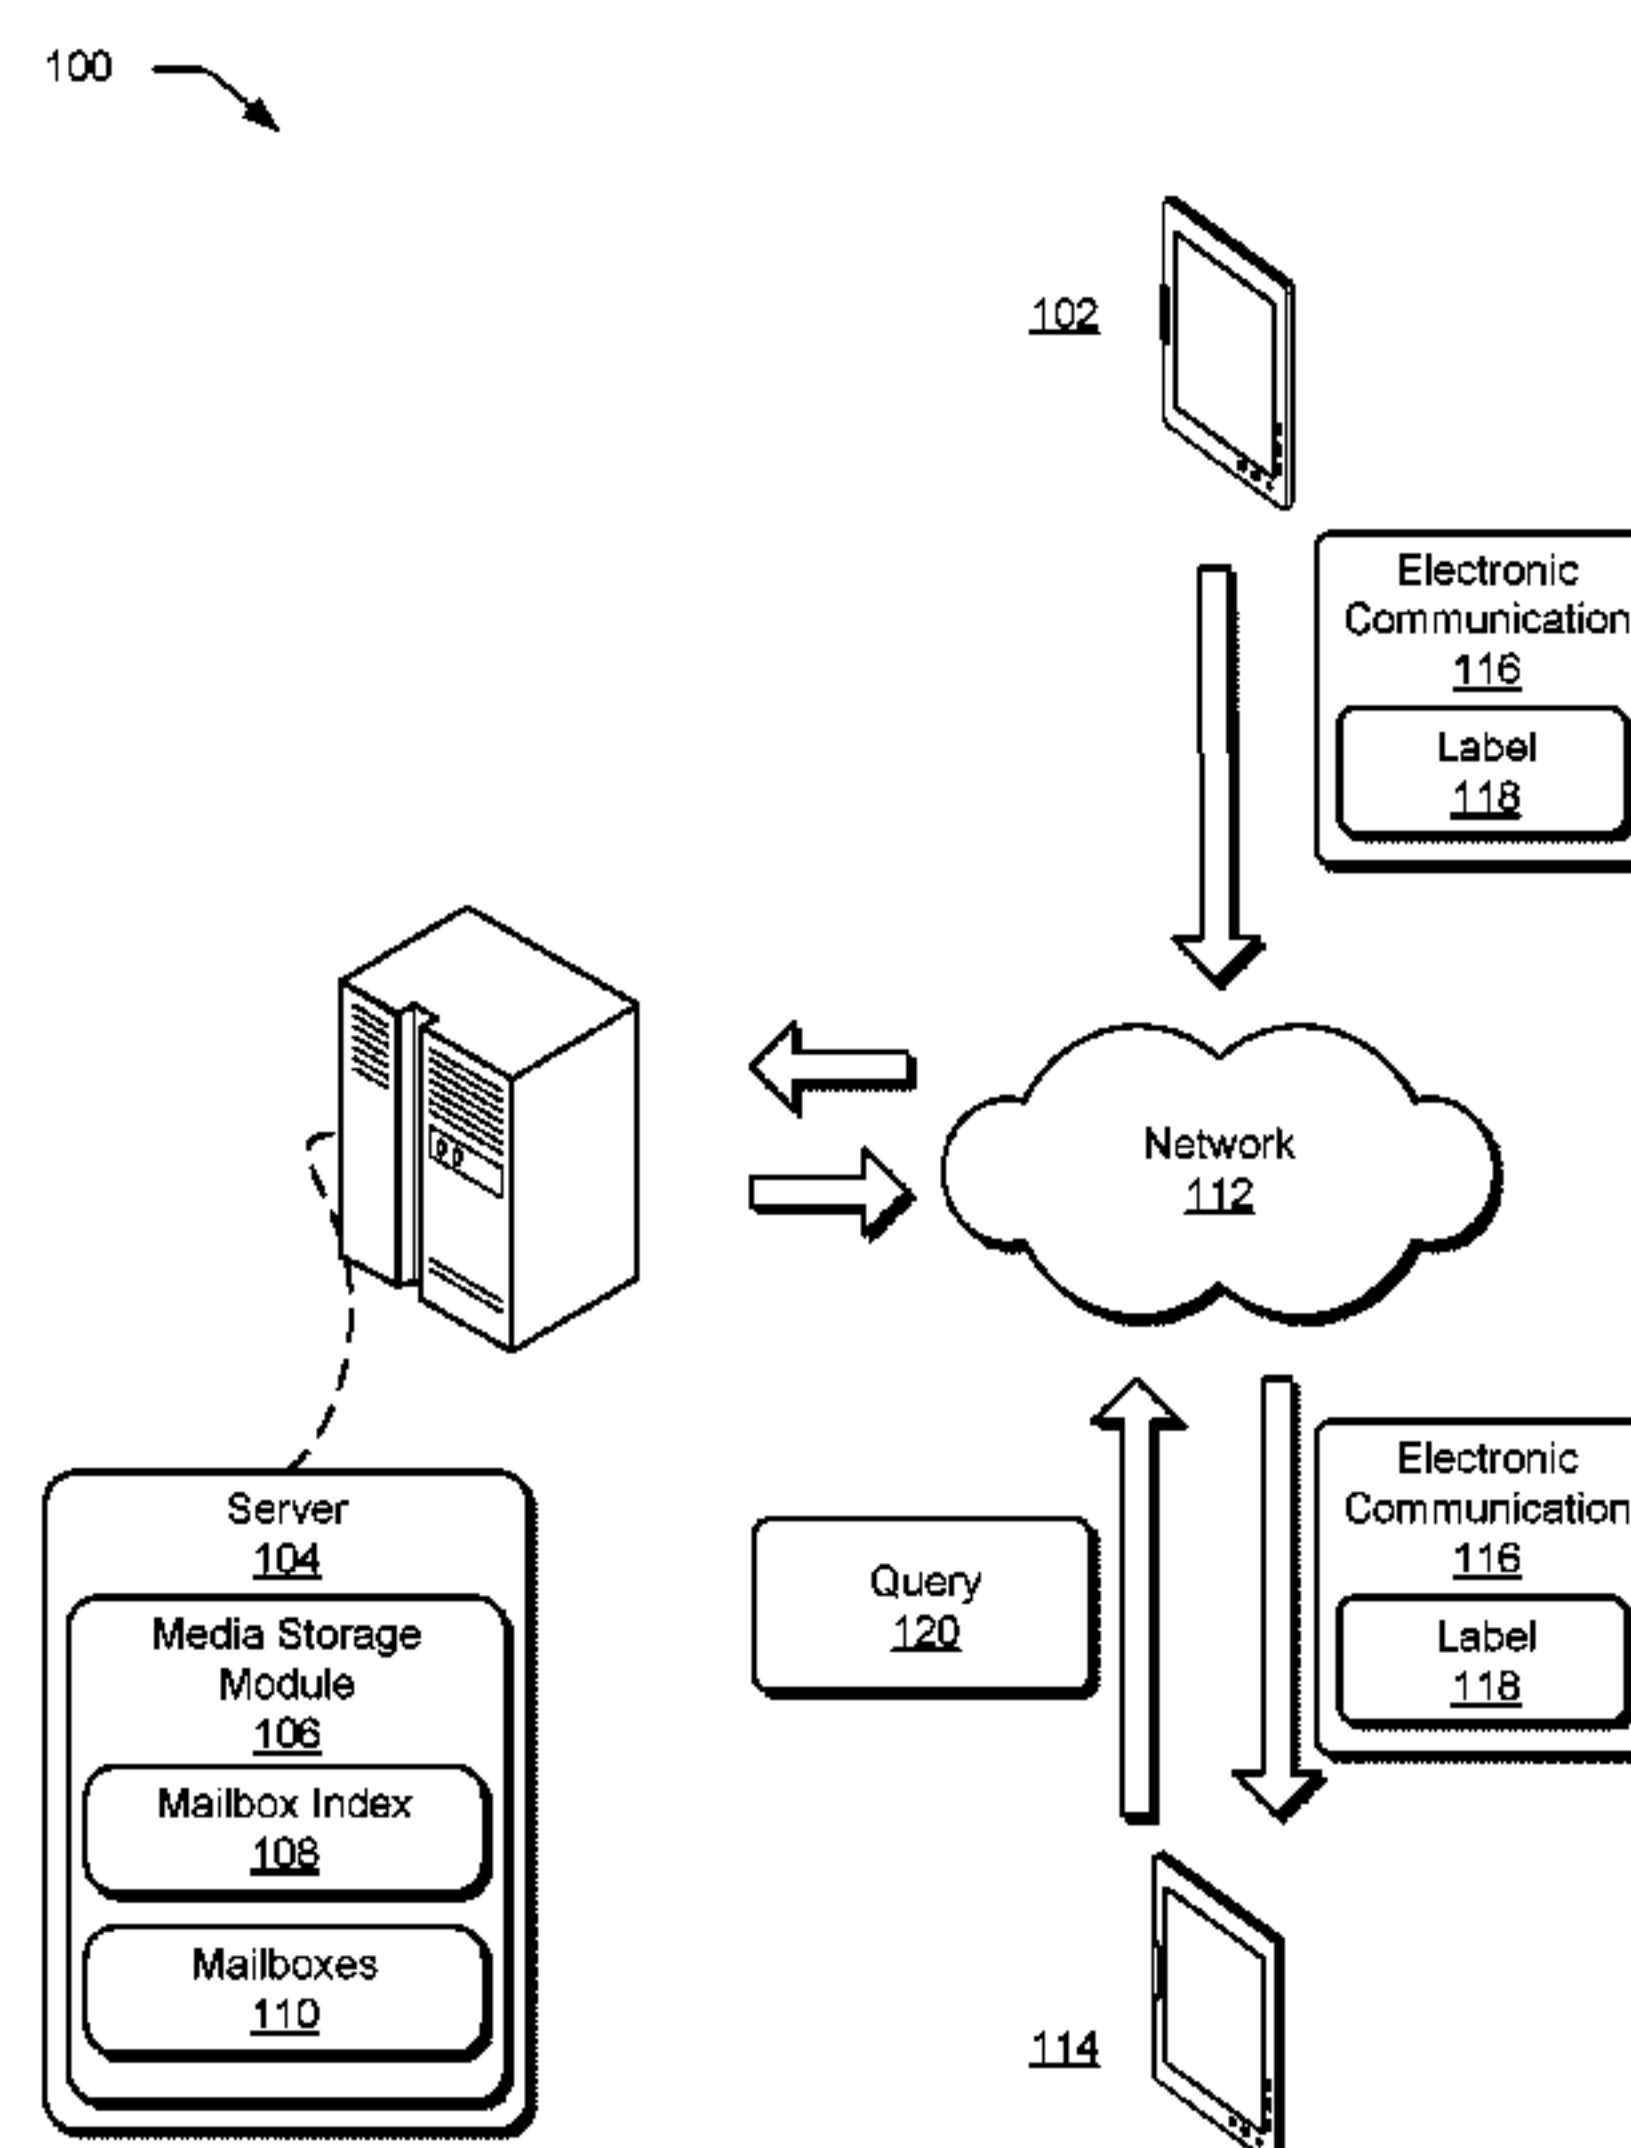 100
102
Electronic
Communication
116
Label
118
Network
112
Server
104
Media Storage
Module
106
Mailbox Index
108
Mailboxes
110
Query
120
Electronic
Communication
116
Label
118
114